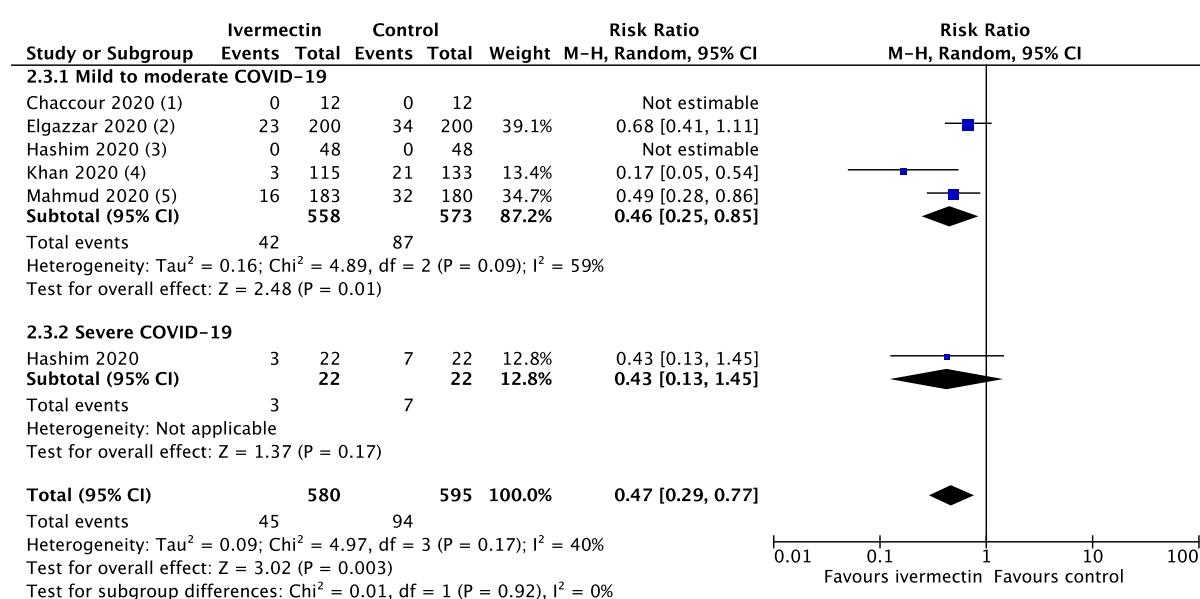 Ivermectin Control Risk Ratio Risk Ratio
Study or Subgroup Events Total Events Total Weight M-H, Random, 95% CI M-H, Random, 95% CI
2.3.1 Mild to moderate COVID-19
Chaccour 2020 (1) 0 12 0 12 Not estimable
Elgazzar 2020 (2) 23 200 34 200 39.1% 0.68 [0.41, 1.11]
Hashim 2020 (3) 0 48 0 48 Not estimable
Khan 2020 (4) 3 115 21 133 13.4% 0.17 [0.05, 0.54]
Mahmud 2020 (5) 16 183 32 180 34.7% 0.49 [0.28, 0.86]
Subtotal (95% CI) 558 573 87.2% 0.46 [0.25, 0.85]
Total events 42 87
Heterogeneity: Tau² = 0.16; Chi² = 4.89, df = 2 (P = 0.09); I² = 59%
Test for overall effect: Z = 2.48 (P = 0.01)
2.3.2 Severe COVID-19
Hashim 2020 3 22 7 22 12.8% 0.43 [0.13, 1.45]
Subtotal (95% CI) 22 22 12.8% 0.43 [0.13, 1.45]
Total events 3 7
Heterogeneity: Not applicable
Test for overall effect: Z = 1.37 (P = 0.17)
Total (95% CI) 580 595 100.0% 0.47 [0.29, 0.77]
Total events 45 94
Heterogeneity: Tau² = 0.09; Chi² = 4.97, df = 3 (P = 0.17); I² = 40%
Test for overall effect: Z = 3.02 (P = 0.003)
Test for subgroup differences: Chi² = 0.01, df = 1 (P = 0.92), I² = 0%
0.01 0.1 1 10 100
Favours ivermectin Favours control